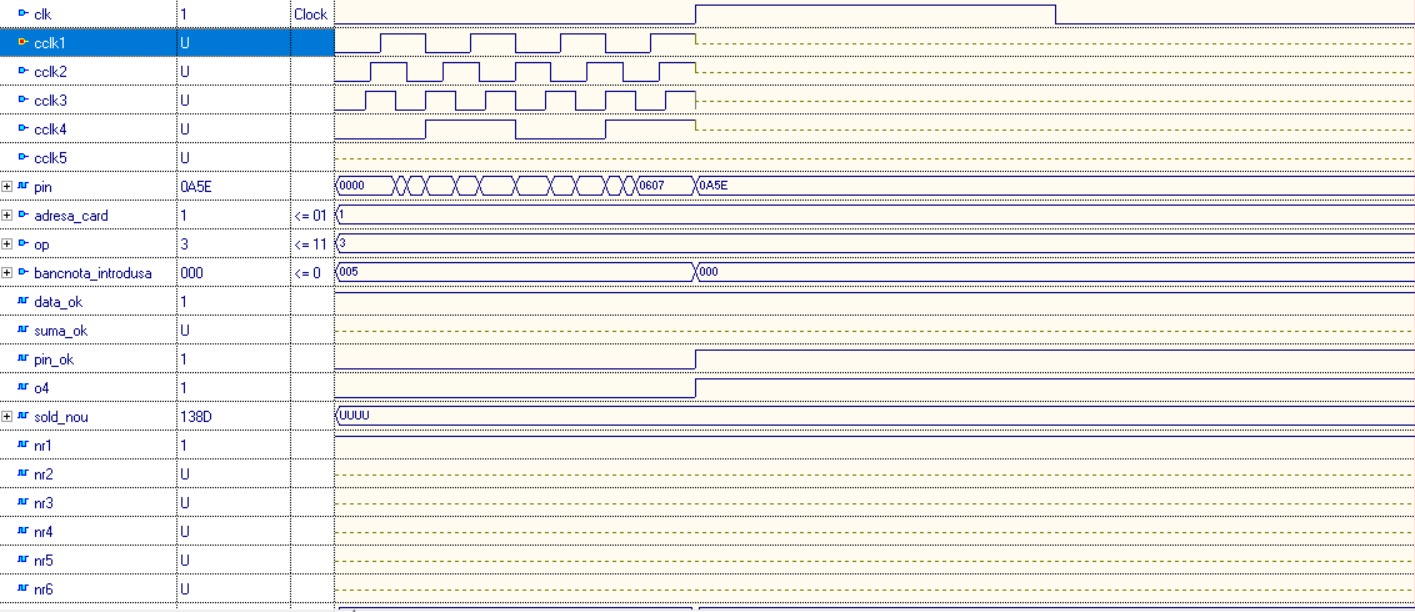 clk 1 Clock
cclk1 U
cclk2 U
cclk3 U
cclk4 U
cclk5 U
pin 0A5E 0000 0607 0A5E
adresa_card 1 <= 01 1
op 3 <= 11 3
bancnota_introdusa 000 <= 0 005 000
data_ok 1
suma_ok U
pin_ok 1
o4 1
sold_nou 138D UUUU
nr1 1
nr2 U
nr3 U
nr4 U
nr5 U
nr6 U